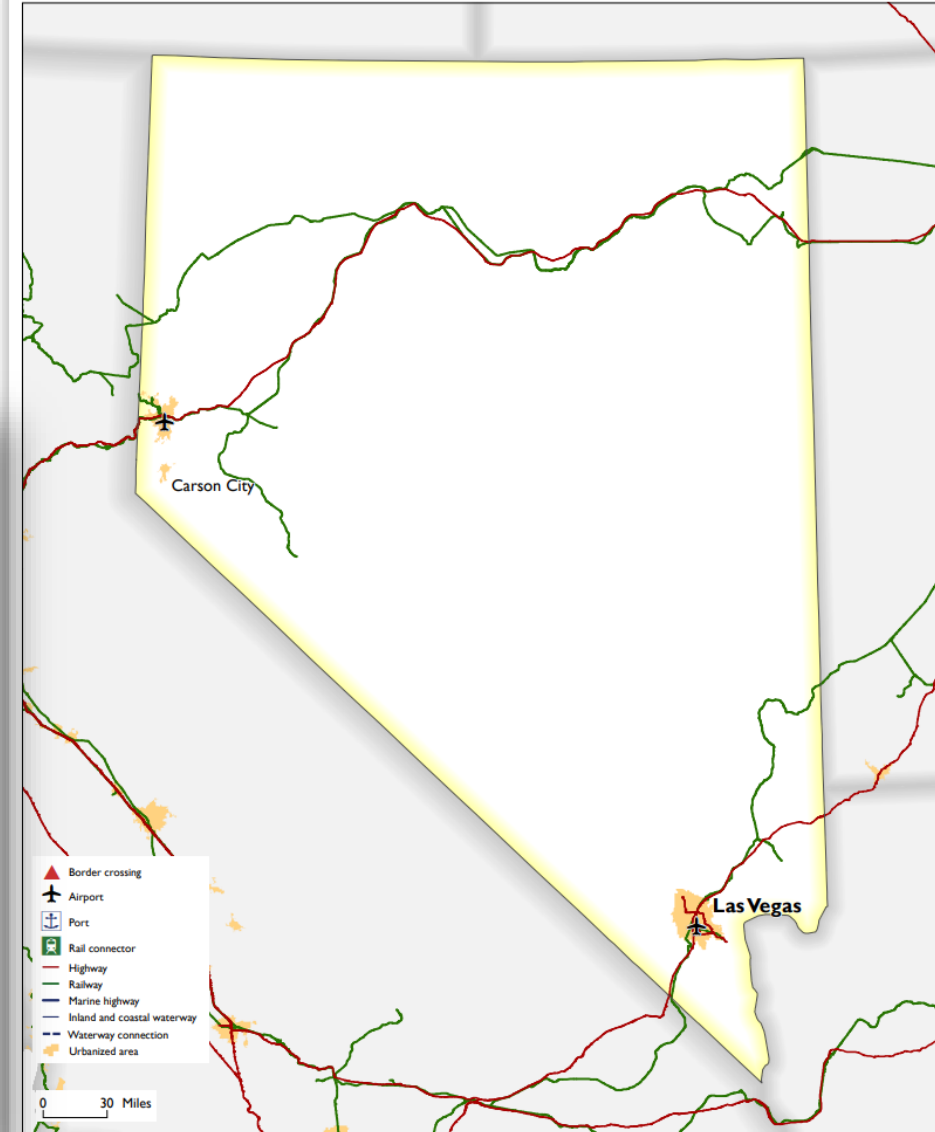 Carson City
Las Vegas
Border crossing
Airport
Port
Rail connector
Highway
Railway
Marine highway
Inland and coastal waterway
Waterway connection
Urbanized area
0 30 Miles